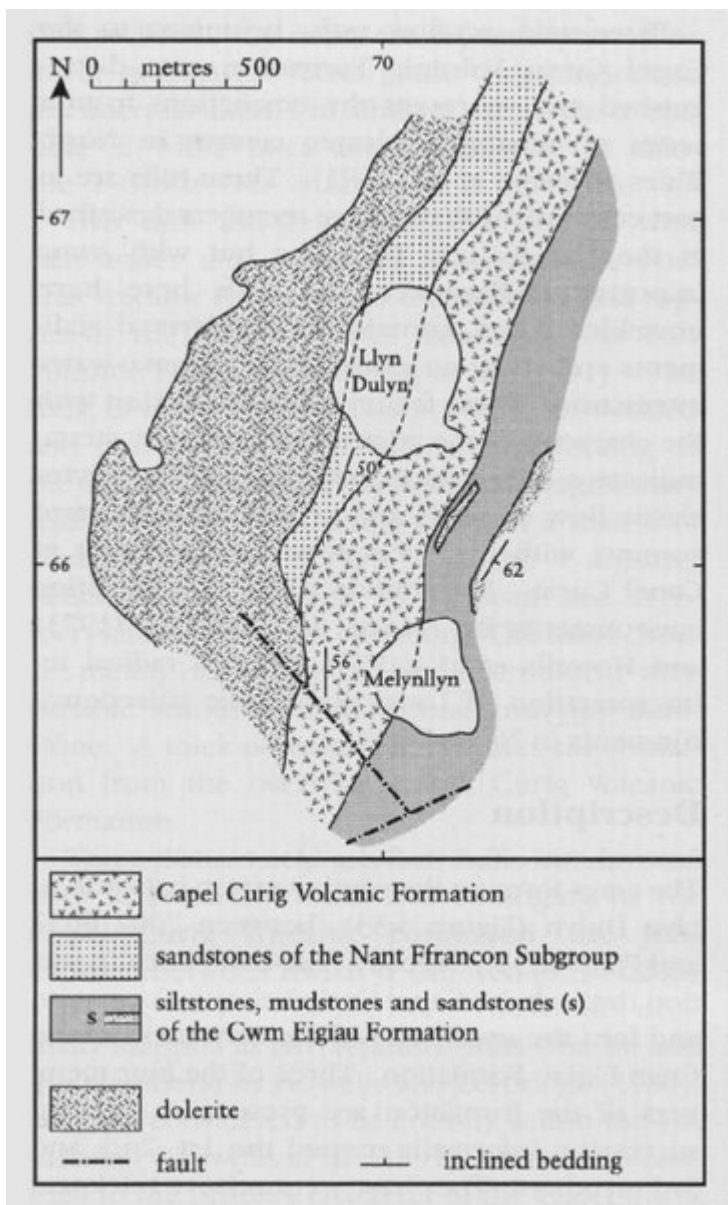 N 0 metres 500
70
67
Llyn
Dulyn
50
66
62
56
Melynllyn
Capel Curig Volcanic Formation
sandstones of the Nant Ffrancon Subgroup
s siltstones, mudstones and sandstones (s)
of the Cwm Eigiau Formation
dolerite
fault inclined bedding